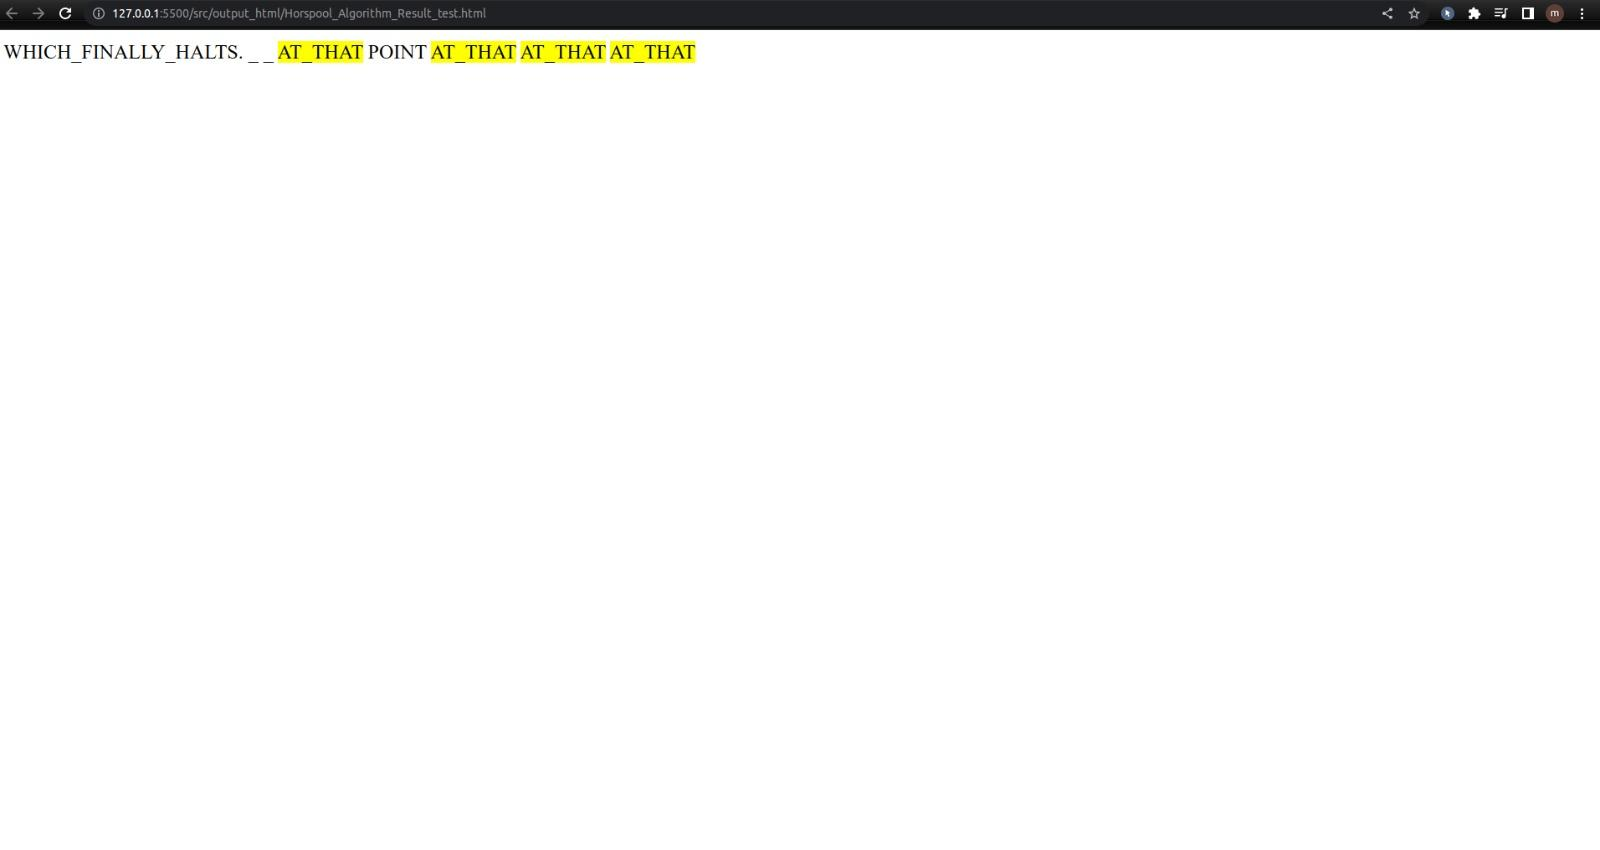 127.0.0.1:5500/src/output_html/Horspool_Algorithm_Result_test.html
m
WHICH_FINALLY_HALTS. _ _ AT_THAT POINT AT_THAT AT_THAT AT_THAT